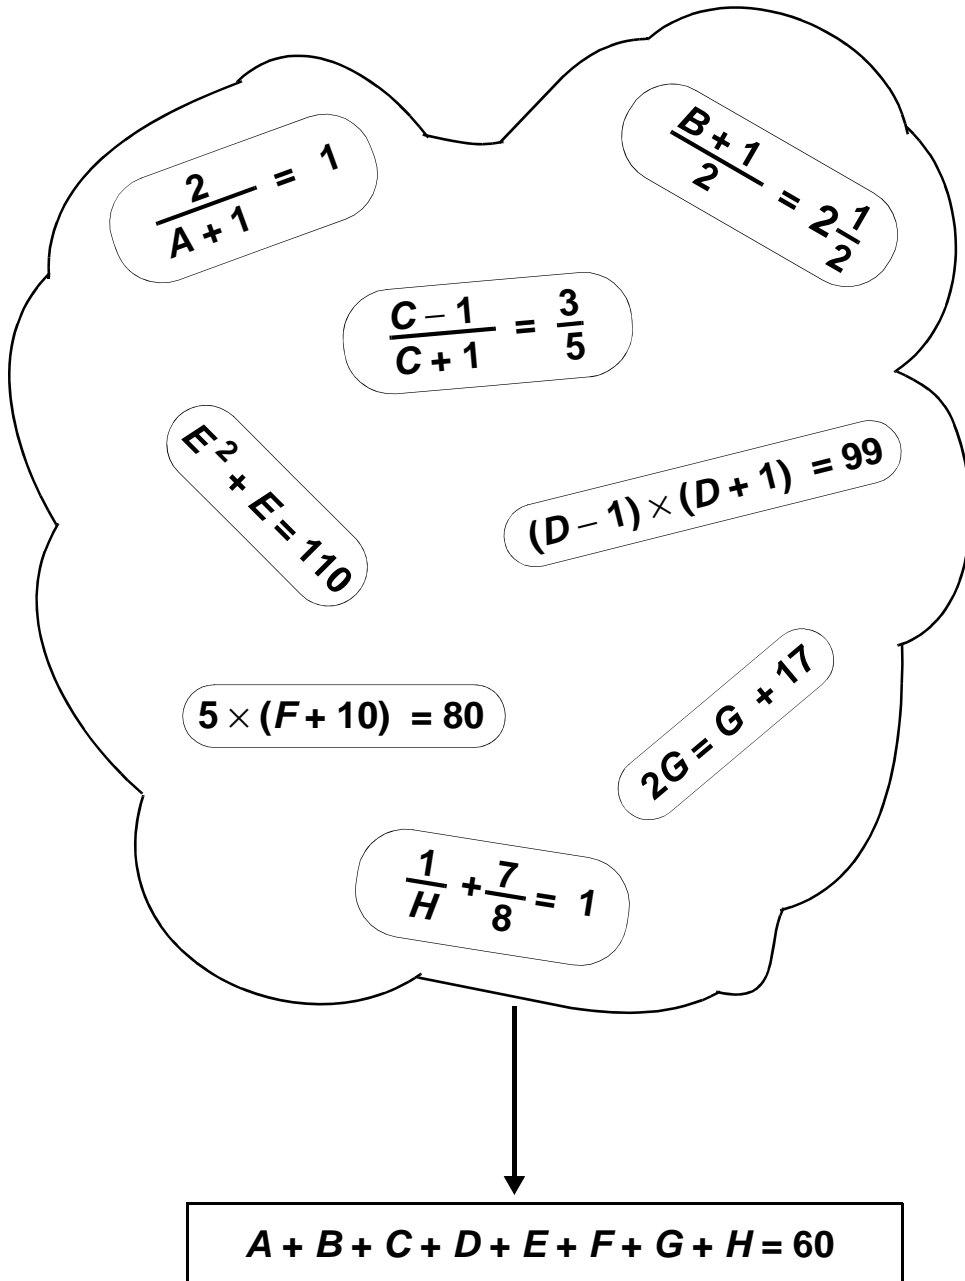 2/(A + 1) = 1
(B + 1)/2 = 2 1/2
(C – 1)/(C + 1) = 3/5
E² + E = 110
(D – 1) × (D + 1) = 99
5 × (F + 10) = 80
2G = G + 17
1/H + 7/8 = 1
A + B + C + D + E + F + G + H = 60